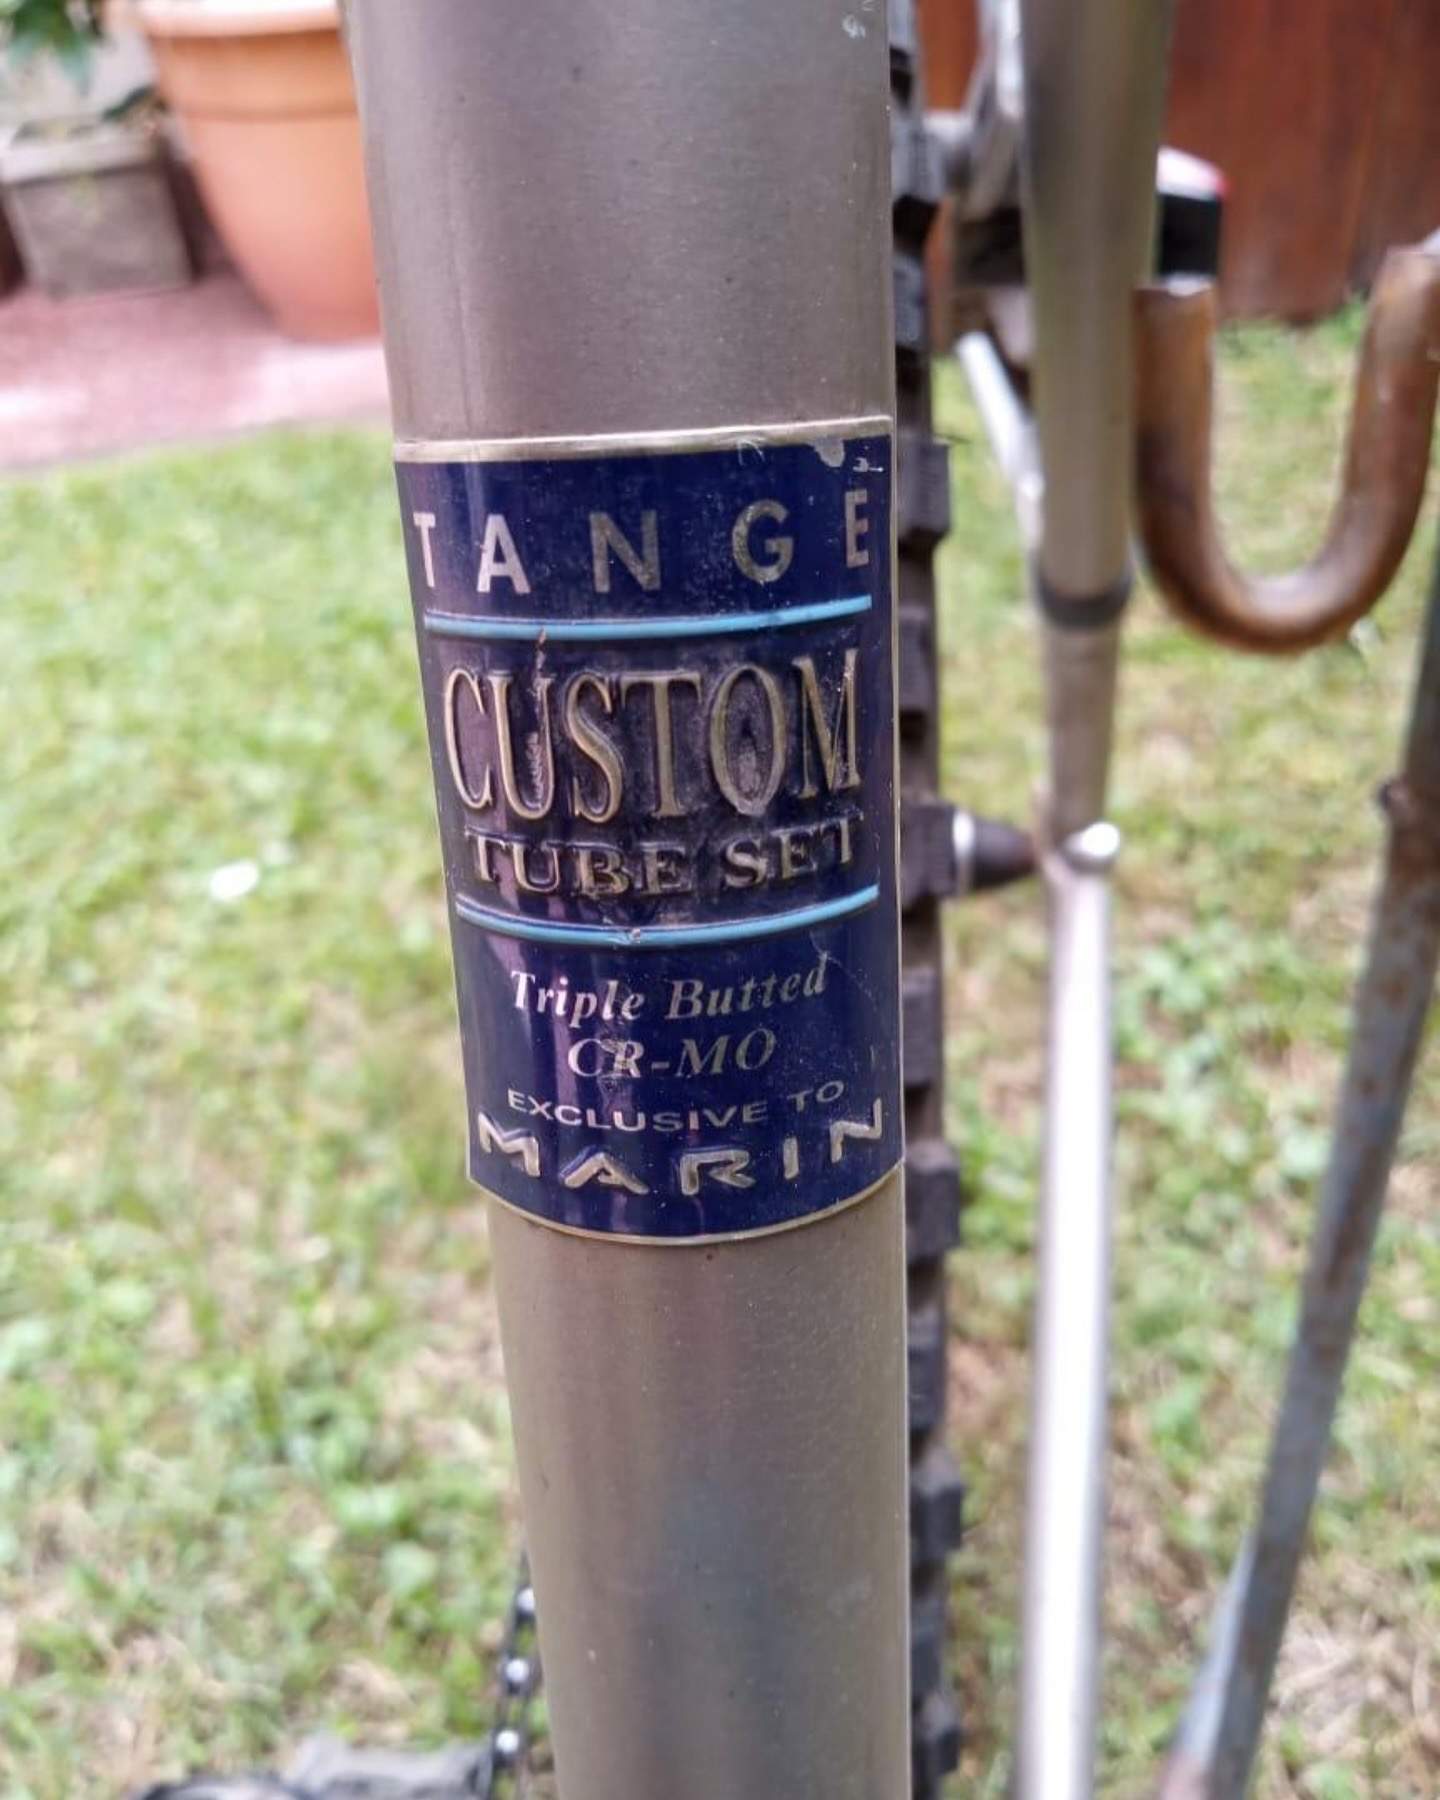 TANGE
CUSTOM
TUBE SET
Triple Butted
CR-MO
EXCLUSIVE TO
MARIN